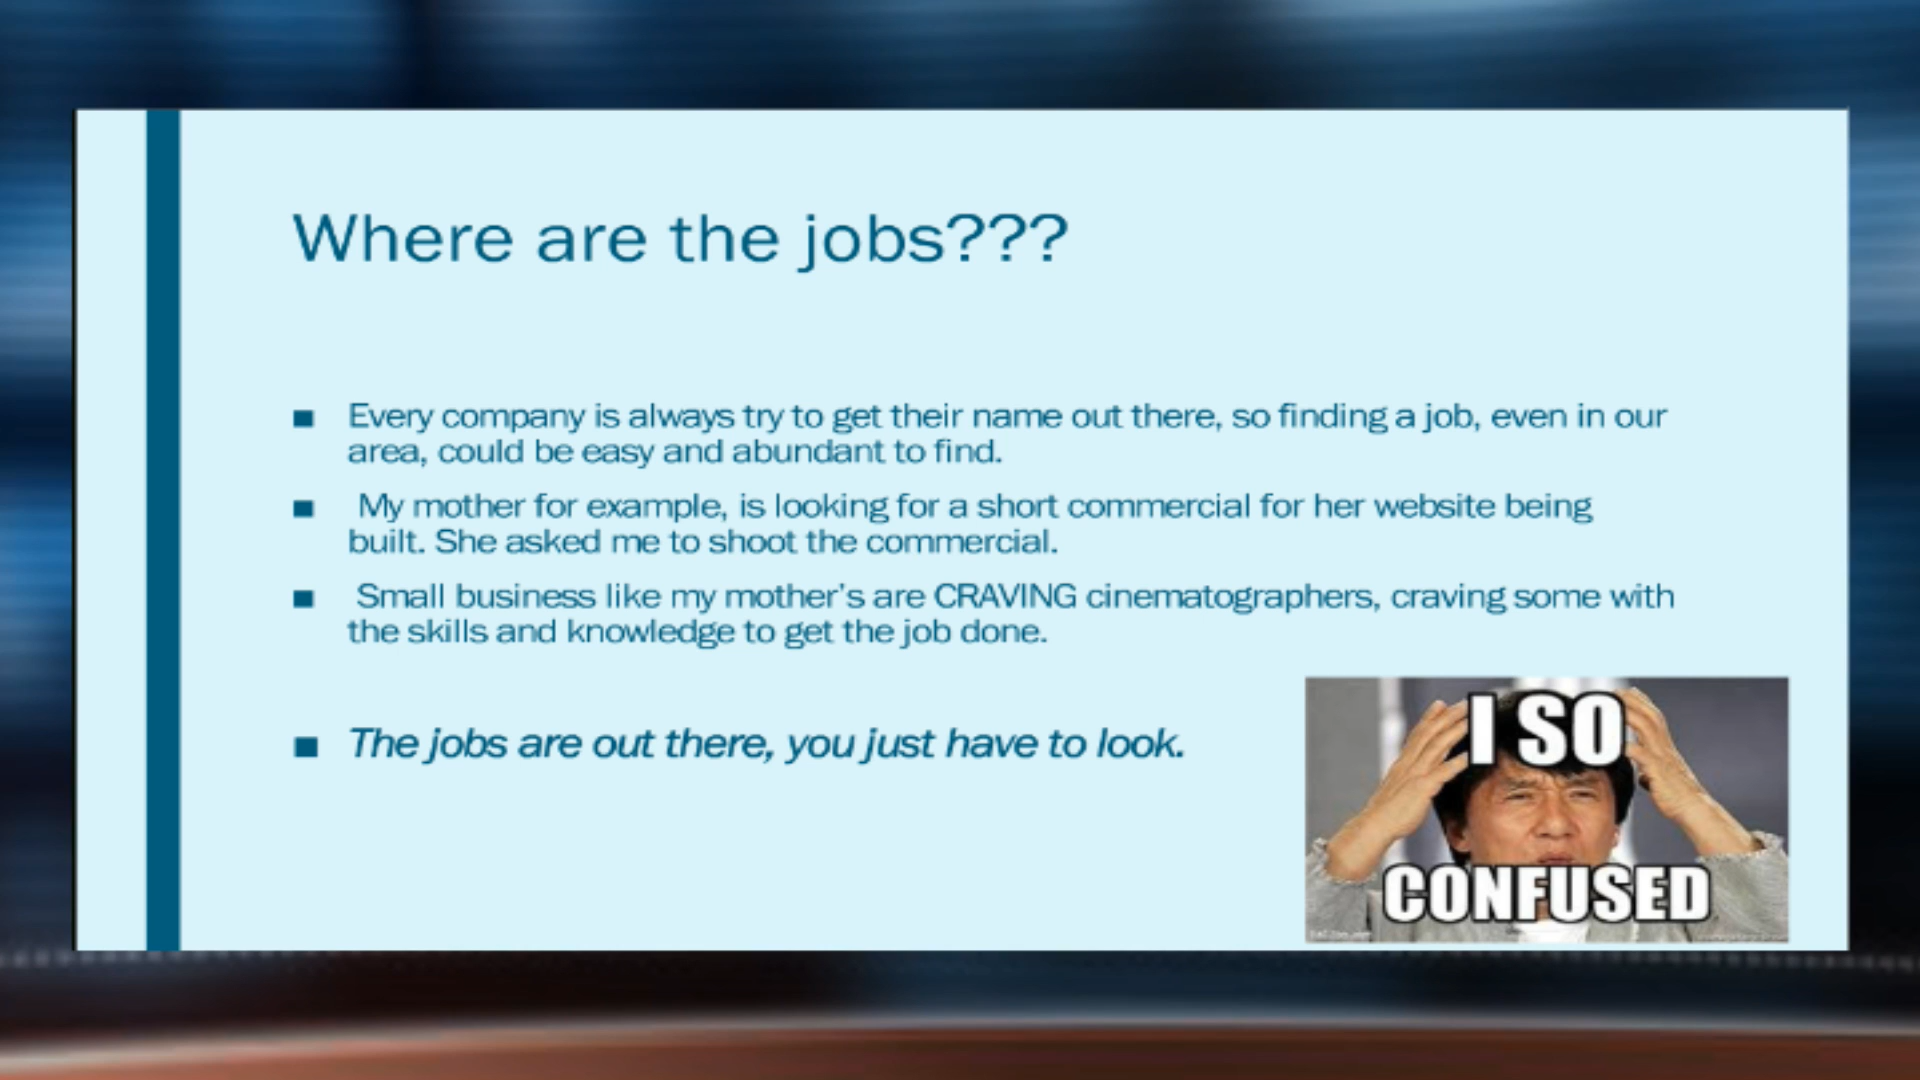 Where are the jobs???
Every company is always try to get their name out there, so finding a job, even in our
area, could be easy and abundant to find.
My mother for example, is looking for a short commercial for her website being
built. She asked me to shoot the commercial.
Small business like my mother's are CRAVING cinematographers, craving some with
the skills and knowledge to get the job done.
The jobs are out there, you just have to look.
I SO
CONFUSED